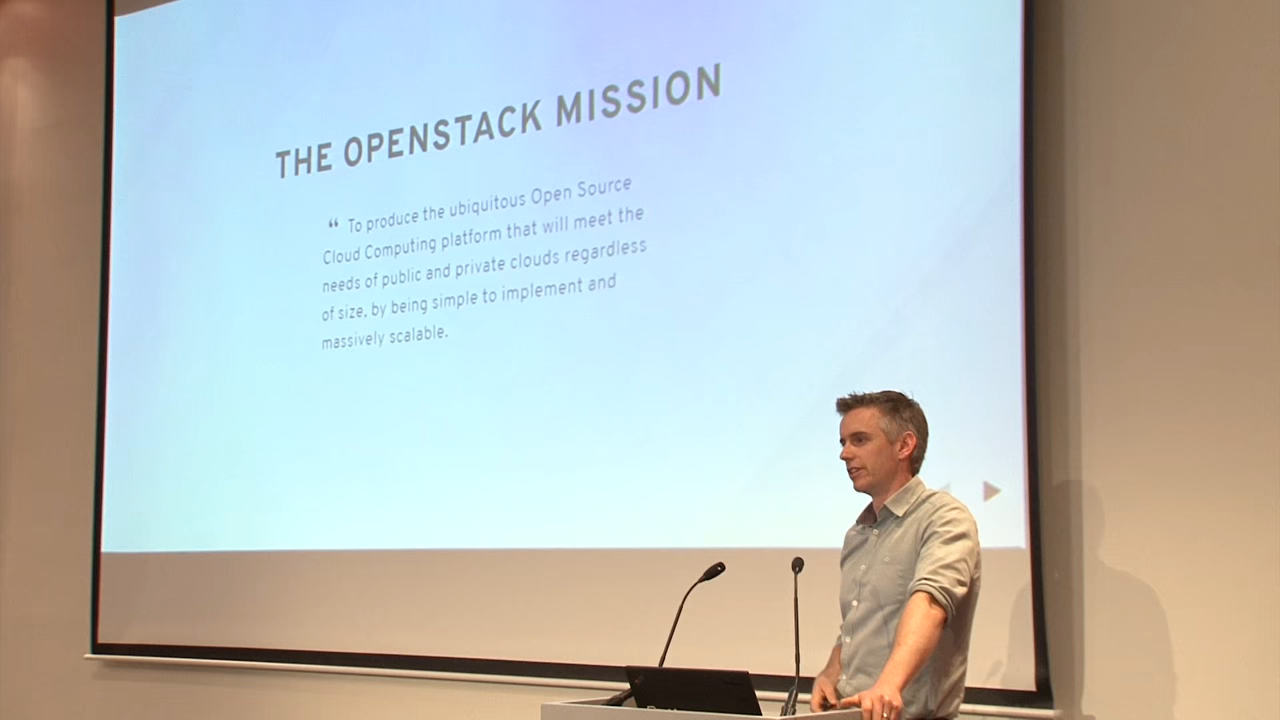 THE OPENSTACK MISSION
“ To produce the ubiquitous Open Source
Cloud Computing platform that will meet the
needs of public and private clouds regardless
of size, by being simple to implement and
massively scalable.